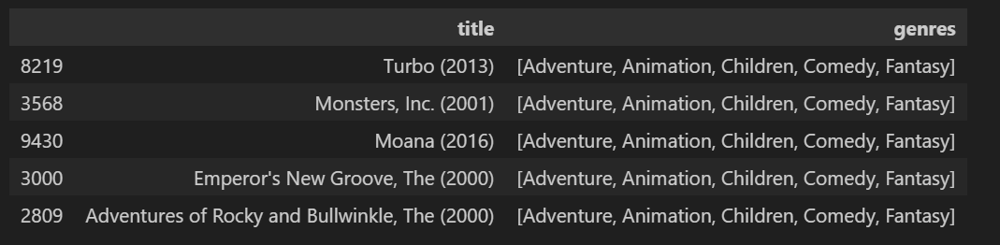 title genres
8219 Turbo (2013) [Adventure, Animation, Children, Comedy, Fantasy]
3568 Monsters, Inc. (2001) [Adventure, Animation, Children, Comedy, Fantasy]
9430 Moana (2016) [Adventure, Animation, Children, Comedy, Fantasy]
3000 Emperor's New Groove, The (2000) [Adventure, Animation, Children, Comedy, Fantasy]
2809 Adventures of Rocky and Bullwinkle, The (2000) [Adventure, Animation, Children, Comedy, Fantasy]